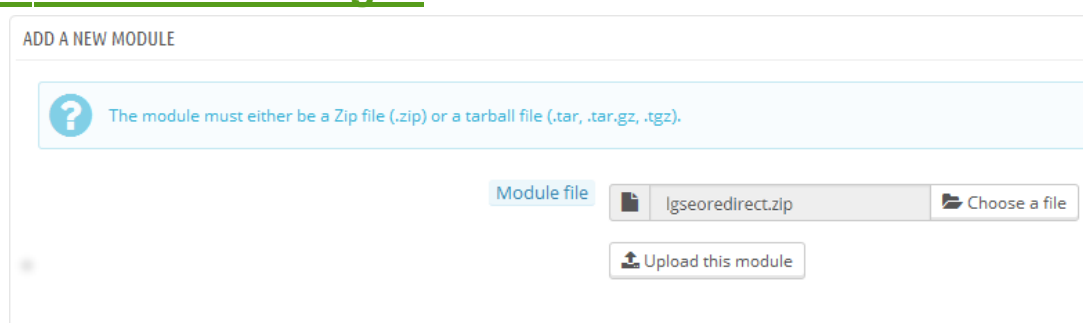 ADD A NEW MODULE
The module must either be a Zip file (.zip) or a tarball file (.tar, .tar.gz, .tgz).
Module file
lgseoredirect.zip
Choose a file
Upload this module